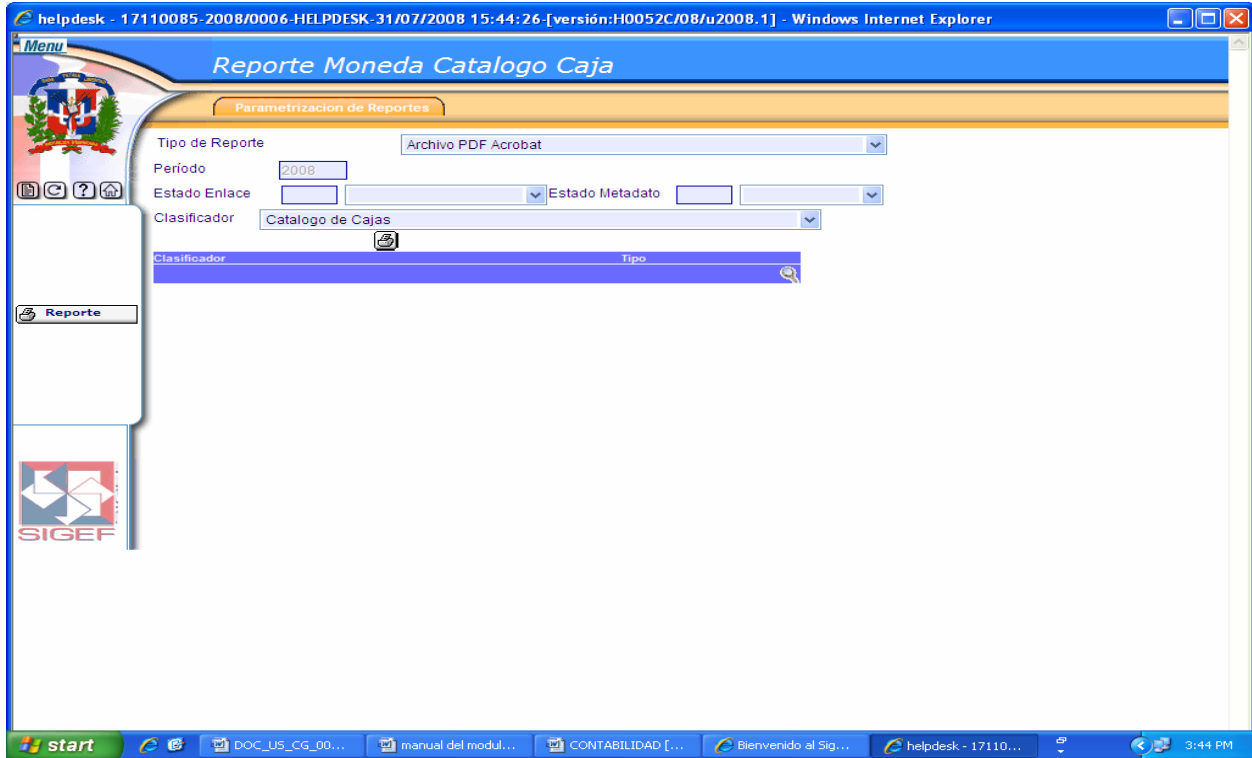 helpdesk - 17110085-2008/0006-HELPDESK-31/07/2008 15:44:26-[versión:H0052C/08/u2008.1] - Windows Internet Explorer
Menu
Reporte Moneda Catalogo Caja
Parametrizacion de Reportes
Tipo de Reporte Archivo PDF Acrobat
Período 2008
Estado Enlace Estado Metadato
Clasificador Catalogo de Cajas
Clasificador Tipo
Reporte
SIGEF
start DOC_US_CG_00... manual del modul... CONTABILIDAD [... Bienvenido al Sig... helpdesk - 17110... 3:44 PM